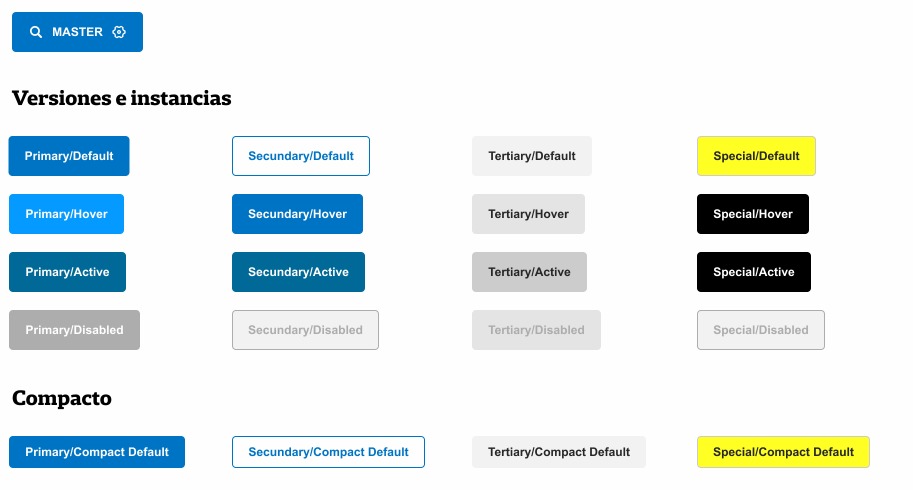 MASTER
Versiones e instancias
Primary/Default
Secundary/Default
Tertiary/Default
Special/Default
Primary/Hover
Secundary/Hover
Tertiary/Hover
Special/Hover
Primary/Active
Secundary/Active
Tertiary/Active
Special/Active
Primary/Disabled
Secundary/Disabled
Tertiary/Disabled
Special/Disabled
Compacto
Primary/Compact Default
Secundary/Compact Default
Tertiary/Compact Default
Special/Compact Default